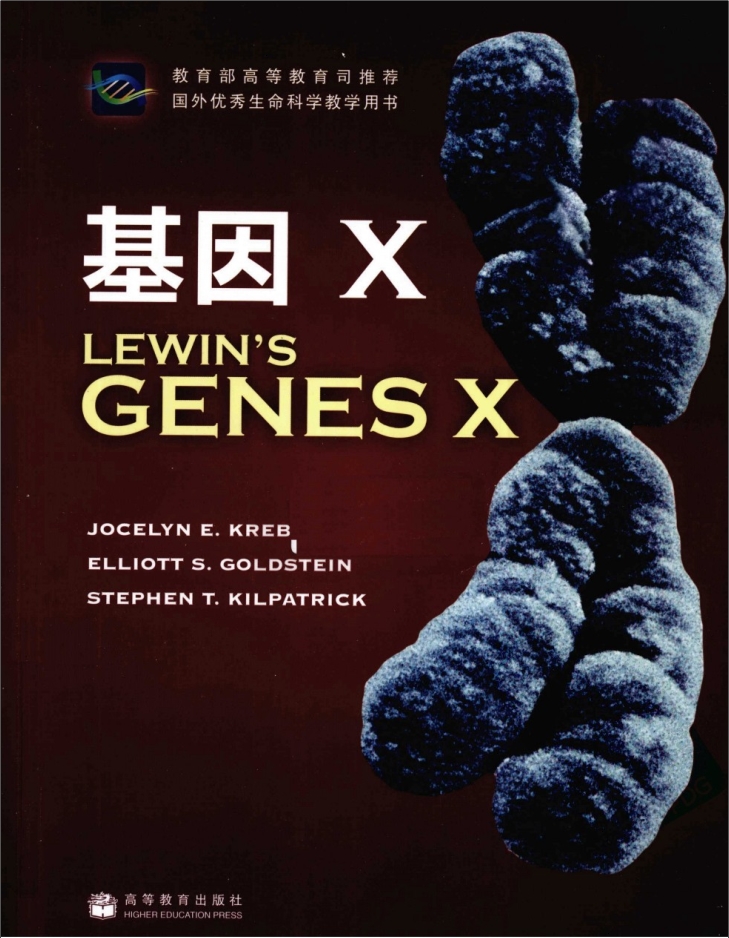 教育部高等教育司推荐
国外优秀生命科学教学用书
基因 X
LEWIN'S
GENES X
JOCELYN E. KREB
ELLIOTT S. GOLDSTEIN
STEPHEN T. KILPATRICK
高等教育出版社
HIGHER EDUCATION PRESS